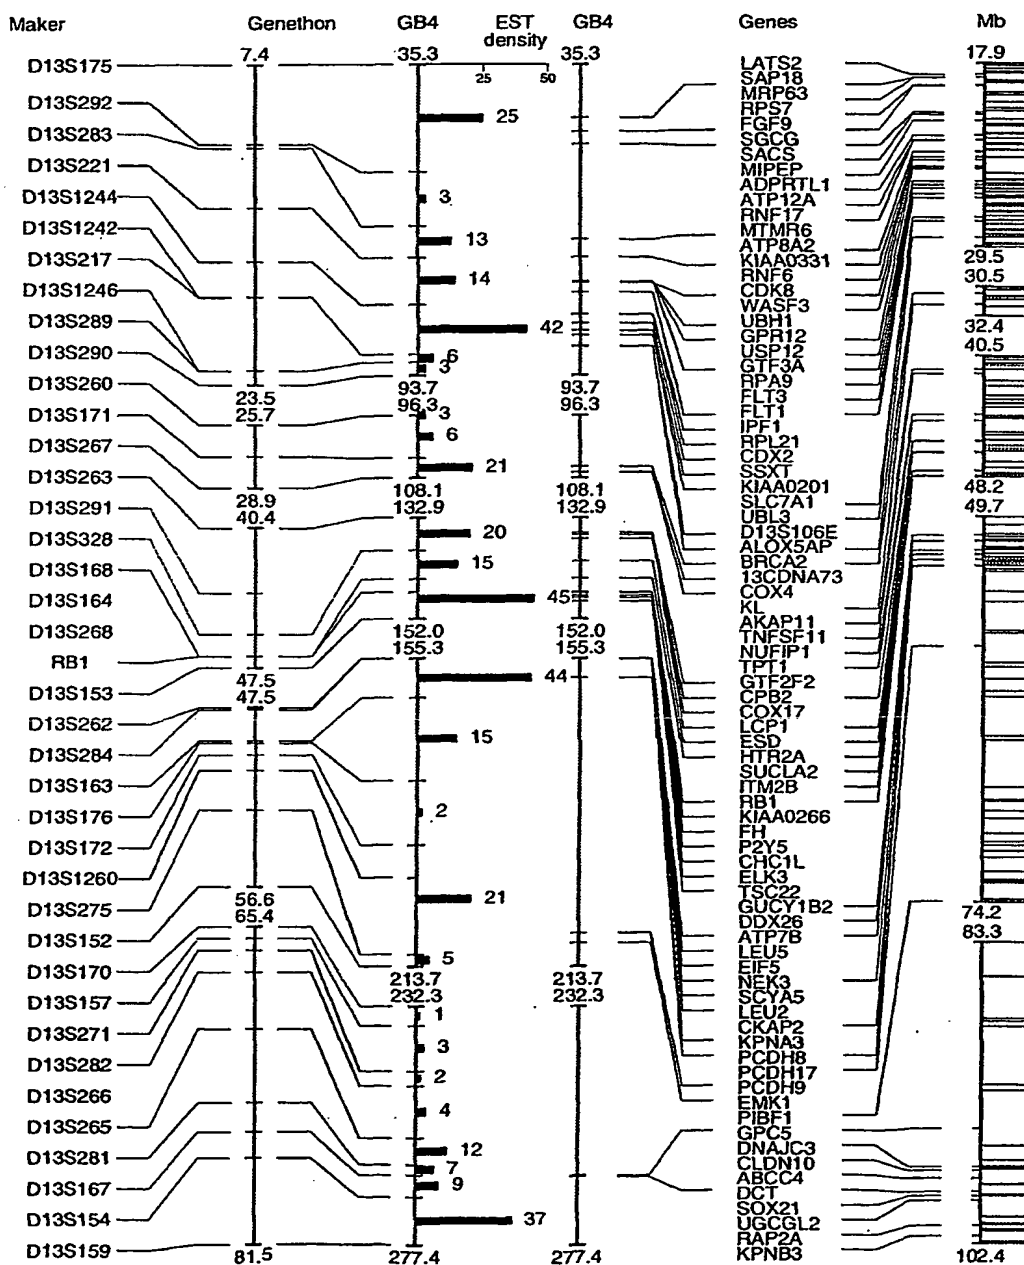 Maker
Genethon
GB4
EST density
GB4
Genes
Mb
D13S175
D13S292
D13S283
D13S221
D13S1244
D13S1242
D13S217
D13S1246
D13S289
D13S290
D13S260
D13S171
D13S267
D13S263
D13S291
D13S328
D13S168
D13S164
D13S268
RB1
D13S153
D13S262
D13S284
D13S163
D13S176
D13S172
D13S1260
D13S275
D13S152
D13S170
D13S157
D13S271
D13S282
D13S266
D13S265
D13S281
D13S167
D13S154
D13S159
7.4
23.5
25.7
28.9
40.4
47.5
47.5
56.6
65.4
81.5
35.3
93.7
96.3
108.1
132.9
152.0
155.3
213.7
232.3
277.4
25
50
25
3
13
14
42
6
3
3
6
21
20
15
45
44
15
2
21
5
1
3
2
4
12
7
9
37
35.3
93.7
96.3
108.1
132.9
152.0
155.3
213.7
232.3
277.4
LATS2
SAP18
MRP63
RPS7
FGF9
SGCG
SACS
MIPEP
ADPRTL1
ATP12A
RNF17
MTMR6
ATP8A2
KIAA0331
RNF6
CDK8
WASF3
UBH1
GPR12
USP12
GTF3A
RPA9
FLT3
FLT1
IPF1
RPL21
CDX2
SSXT
KIAA0201
SLC7A1
UBL3
D13S106E
ALOX5AP
BRCA2
13CDNA73
COX4
KL
AKAP11
TNFSF11
NUFIP1
TPT1
GTF2F2
CPB2
COX17
LCP1
ESD
HTR2A
SUCLA2
ITM2B
RB1
KIAA0266
FH
P2Y5
CHC1L
ELK3
TSC22
GUCY1B2
DDX26
ATP7B
LEU5
EIF5
NEK3
SCYA5
LEU2
CKAP2
KPNA3
PCDH8
PCDH17
PCDH9
EMK1
PIBF1
GPC5
DNAJC3
CLDN10
ABCC4
DCT
SOX21
UGCGL2
RAP2A
KPNB3
17.9
29.5
30.5
32.4
40.5
48.2
49.7
74.2
83.3
102.4